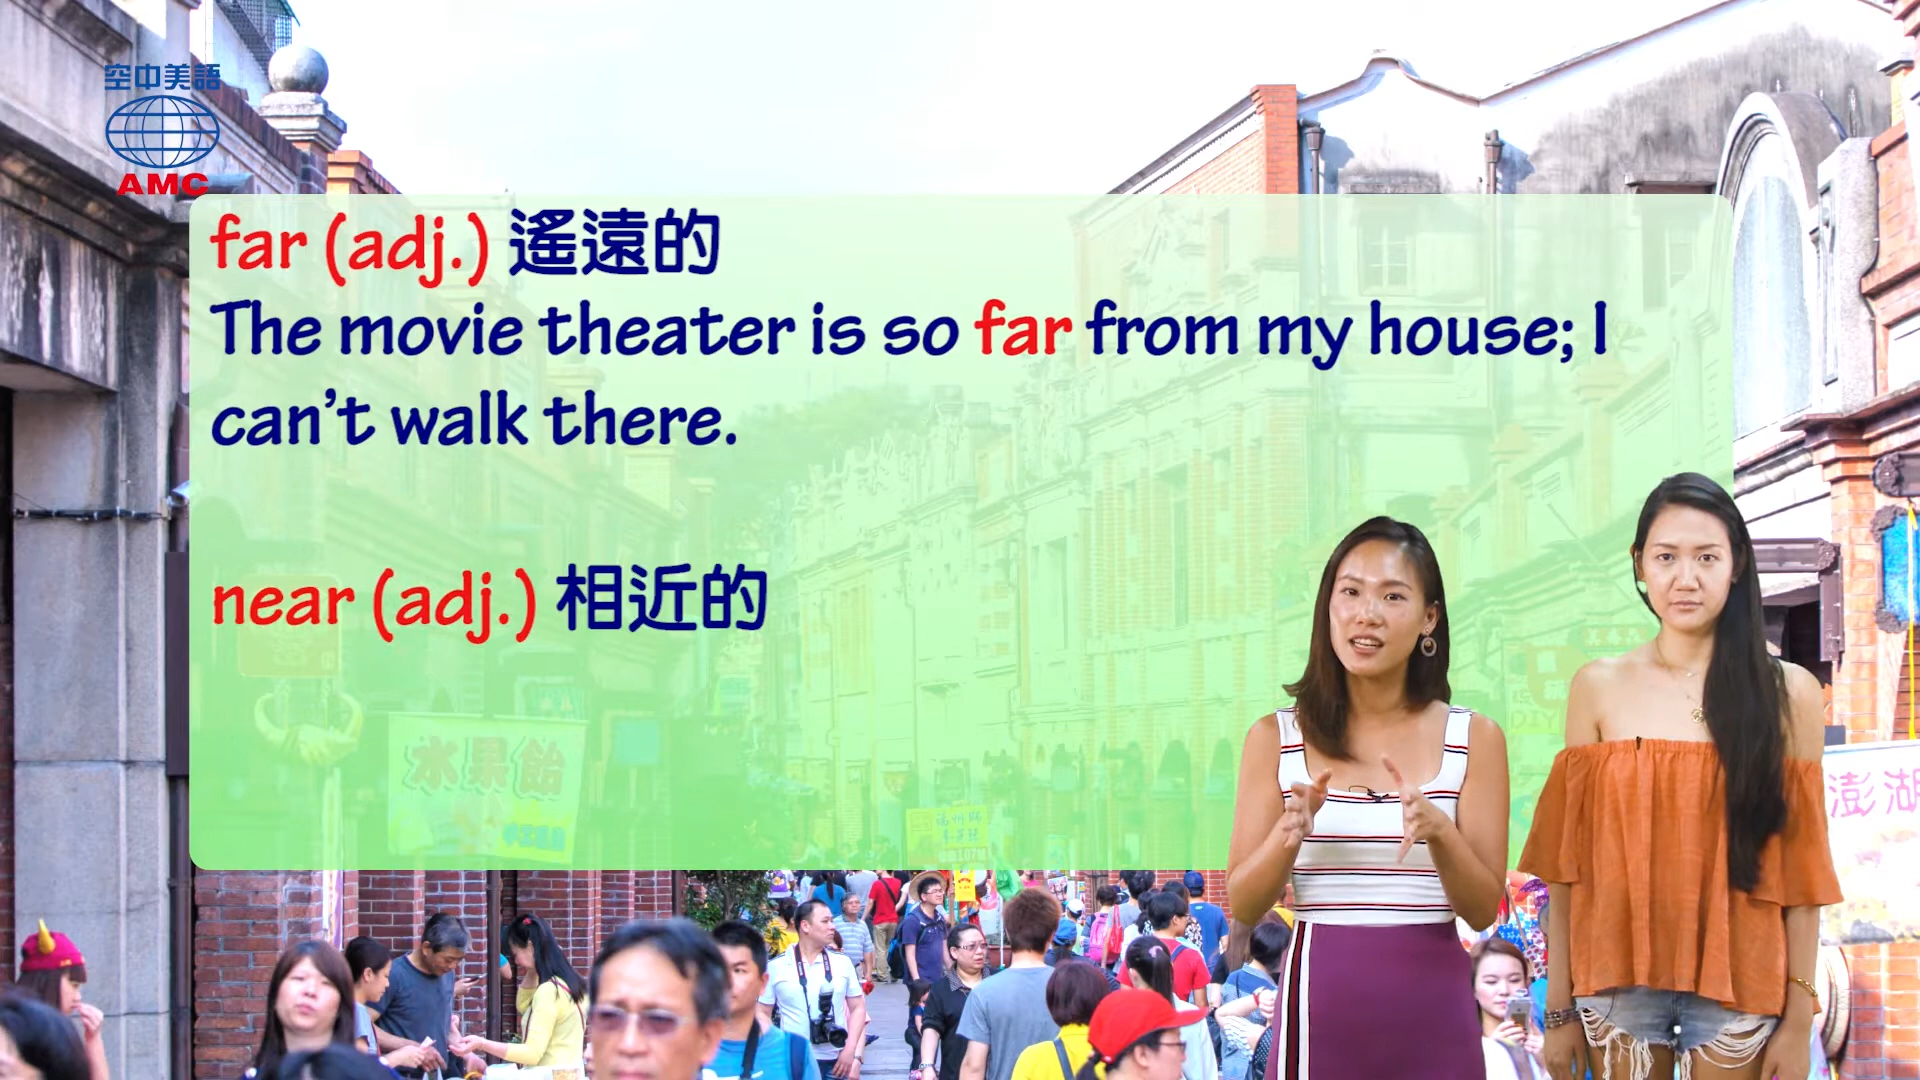 空中美語
AMC
far (adj.) 遙遠的
The movie theater is so far from my house; I
can't walk there.
near (adj.) 相近的
水果飴
DIY
澎湖